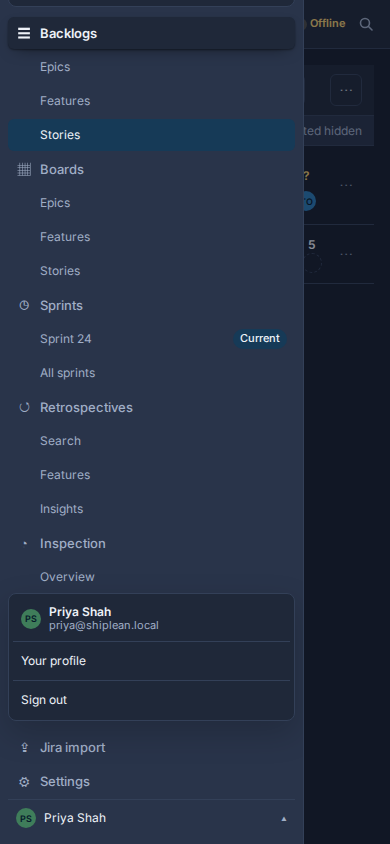 Backlogs
Offline
Epics
Features
Stories
ted hidden
Boards
?
Epics
Features
5
Stories
Sprints
Sprint 24 Current
All sprints
Retrospectives
Search
Features
Insights
Inspection
Overview
PS Priya Shah
priya@shiplean.local
Your profile
Sign out
Jira import
Settings
PS Priya Shah